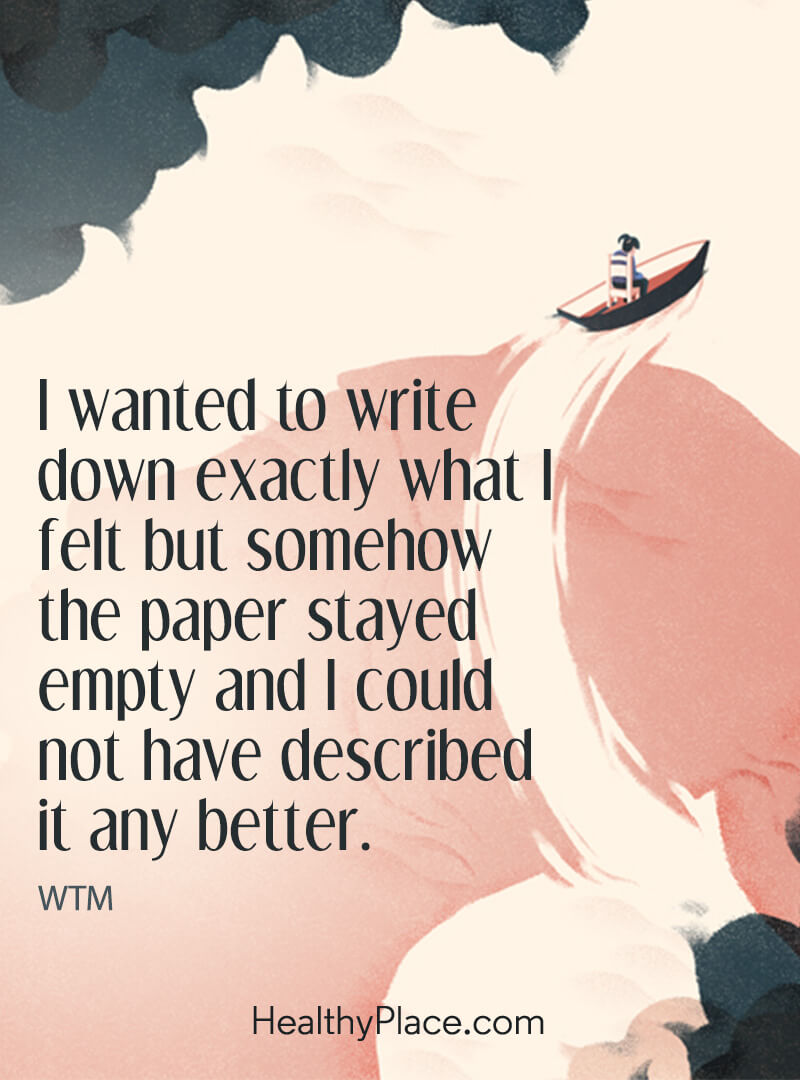 I wanted to write
down exactly what I
felt but somehow
the paper stayed
empty and I could
not have described
it any better.
WTM
HealthyPlace.com